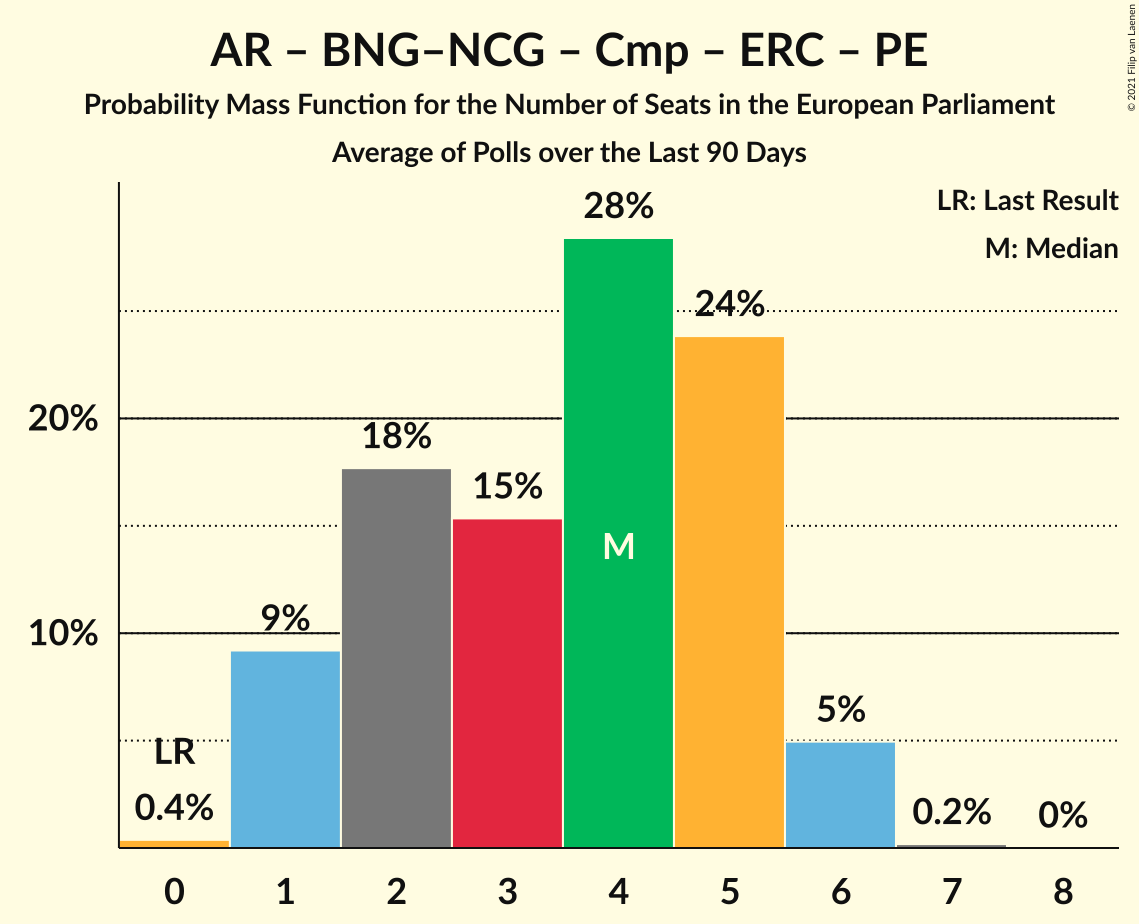 AR – BNG–NCG – Cmp – ERC – PE
Probability Mass Function for the Number of Seats in the European Parliament
Average of Polls over the Last 90 Days
© 2021 Filip van Laenen
LR: Last Result
M: Median
28%
24%
20%
18%
15%
M
10%
9%
5%
LR
0.4%
0.2%
0%
0 1 2 3 4 5 6 7 8